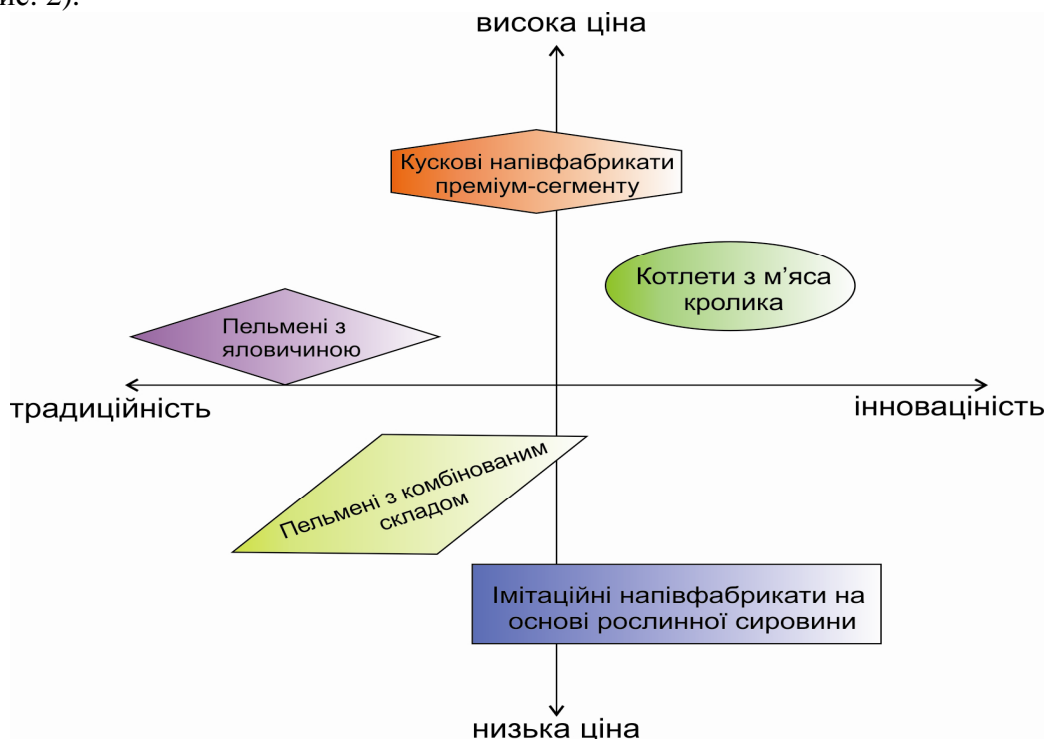 ис. 2).
висока ціна
Кускові напівфабрикати
преміум-сегменту
Котлети з м’яса
кролика
Пельмені з
яловичиною
традиційність
інноваціність
Пельмені з комбінованим
складом
Імітаційні напівфабрикати на
основі рослинної сировини
низька ціна